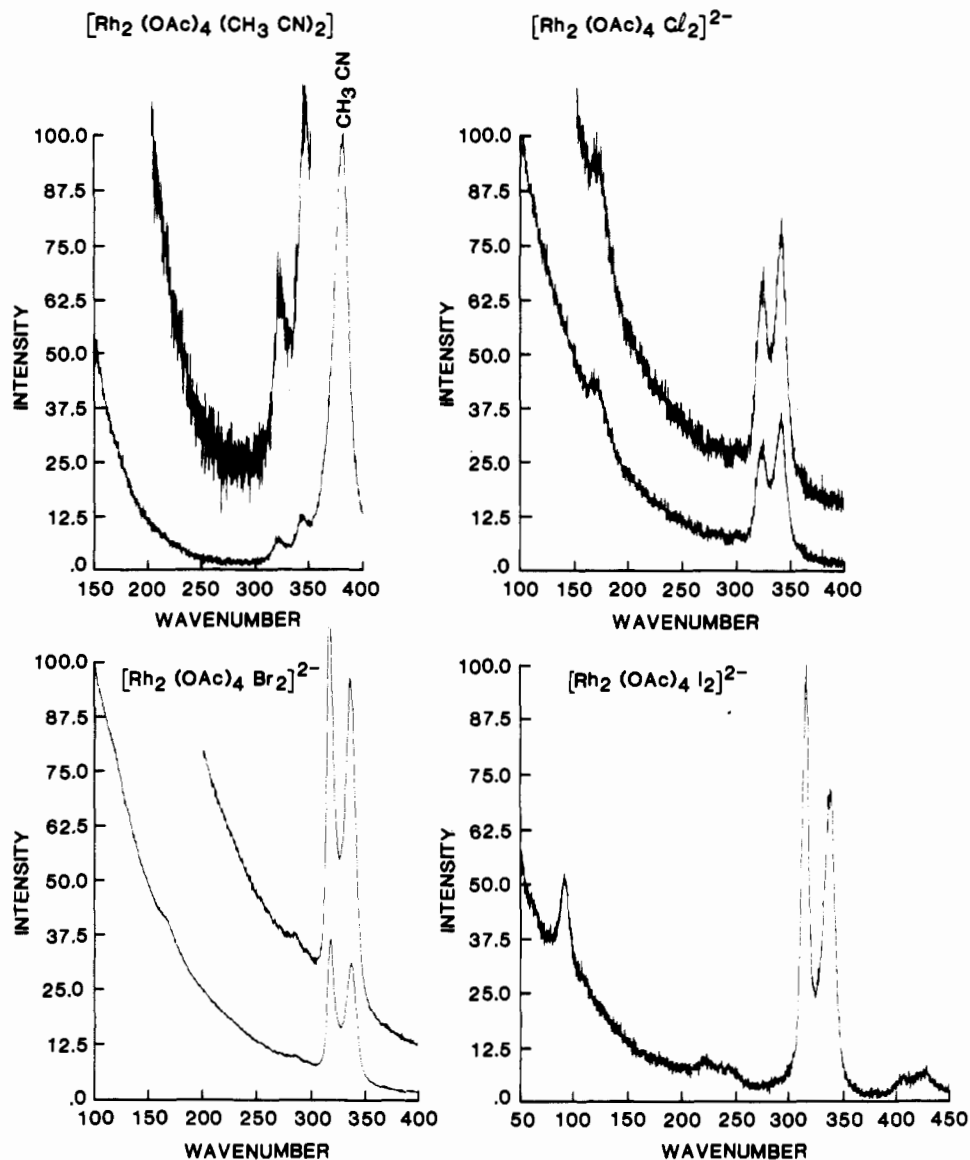 [Rh2 (OAc)4 (CH3 CN)2]
CH3 CN
100.0
87.5
75.0
62.5
50.0
37.5
25.0
12.5
.0
INTENSITY
150 200 250 300 350 400
WAVENUMBER
[Rh2 (OAc)4 Cl2]2-
100.0
87.5
75.0
62.5
50.0
37.5
25.0
12.5
.0
INTENSITY
100 150 200 250 300 350 400
WAVENUMBER
[Rh2 (OAc)4 Br2]2-
100.0
87.5
75.0
62.5
50.0
37.5
25.0
12.5
.0
INTENSITY
100 150 200 250 300 350 400
WAVENUMBER
[Rh2 (OAc)4 I2]2-
100.0
87.5
75.0
62.5
50.0
37.5
25.0
12.5
.0
INTENSITY
50 100 150 200 250 300 350 400 450
WAVENUMBER